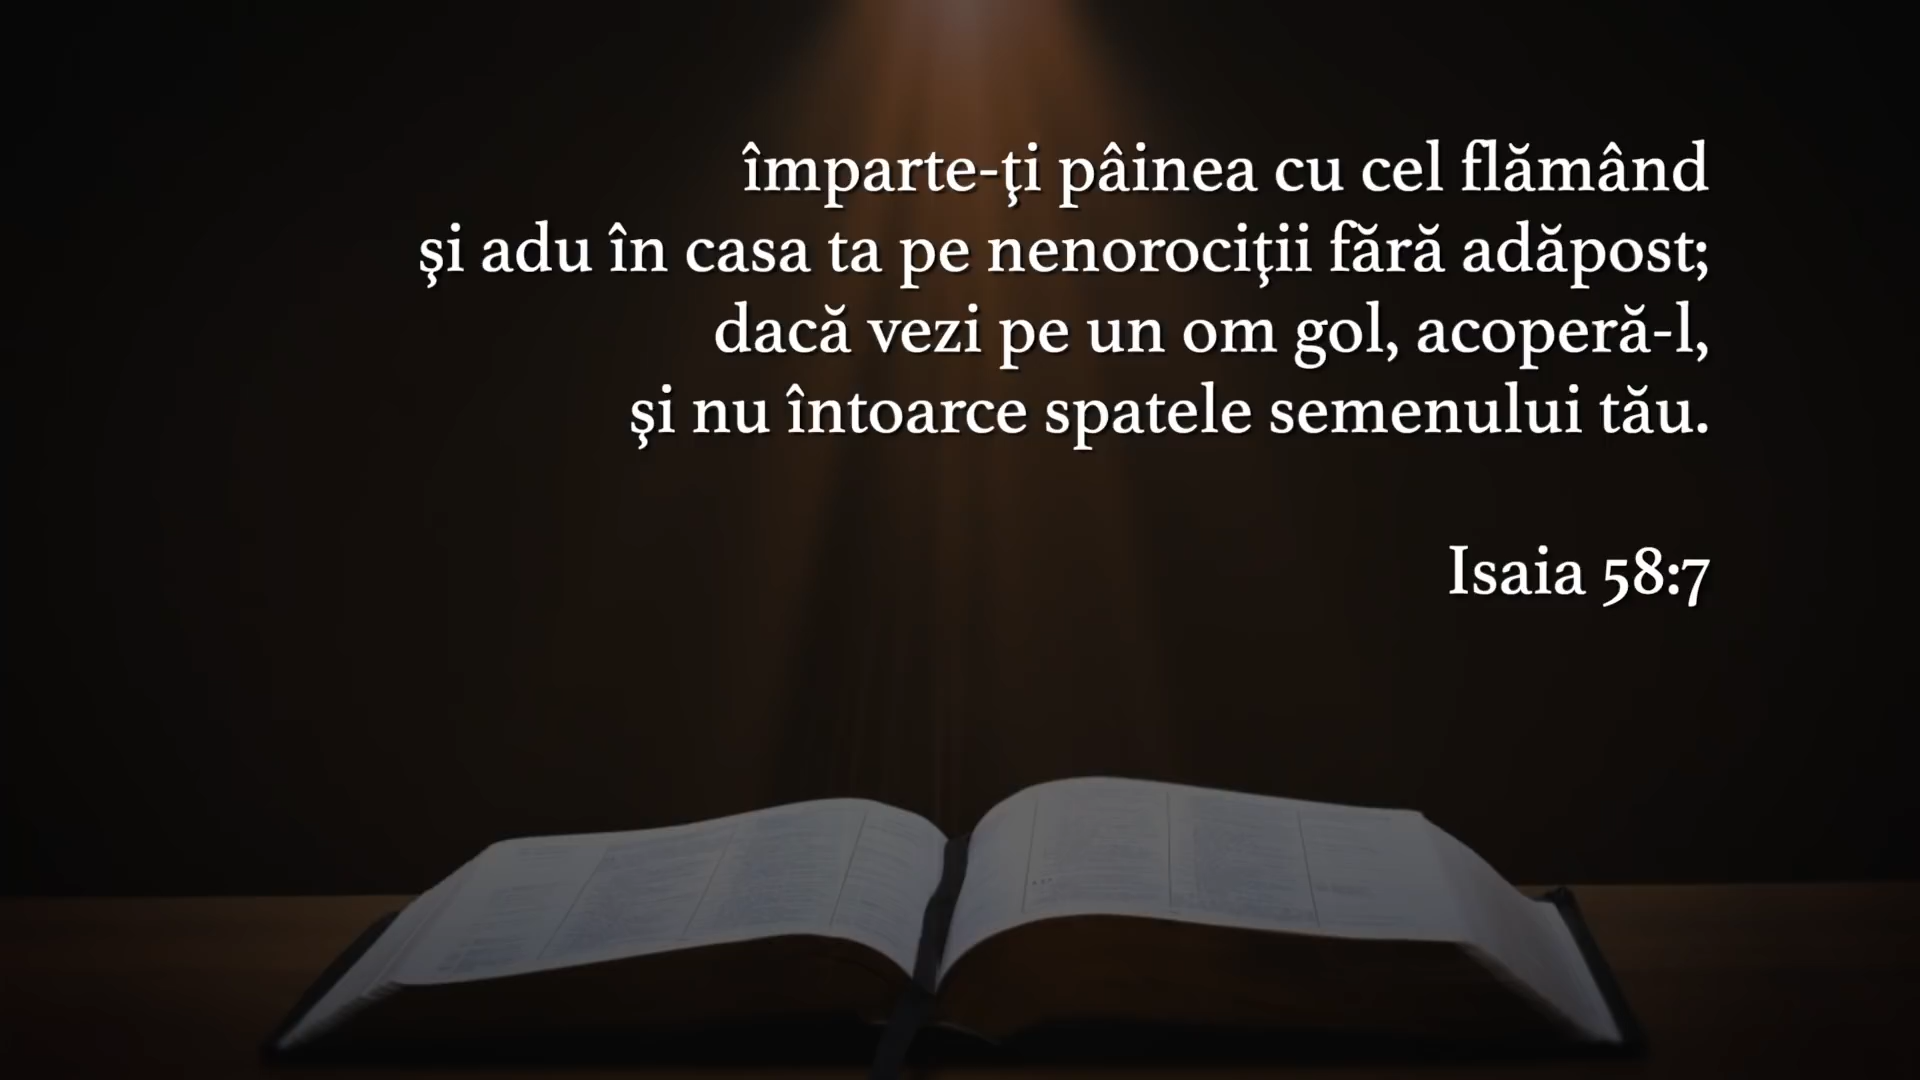 împarte-ţi pâinea cu cel flămând
şi adu în casa ta pe nenorociţii fără adăpost;
dacă vezi pe un om gol, acoperă-l,
şi nu întoarce spatele semenului tău.
Isaia 58:7